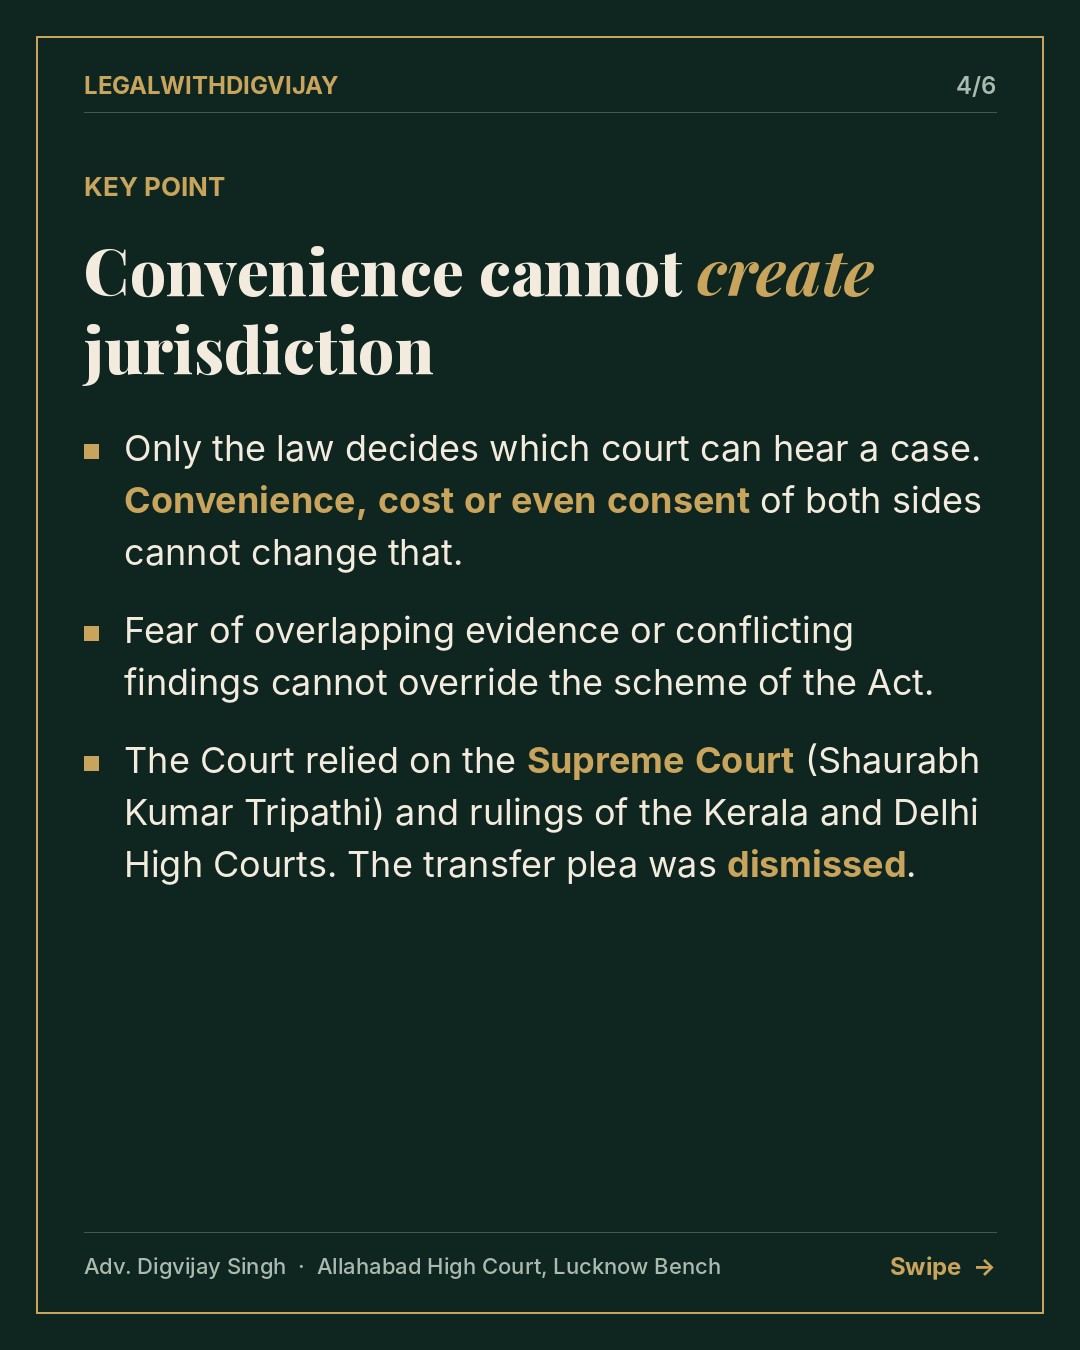 LEGALWITHDIGVIJAY
4/6
KEY POINT
Convenience cannot create
jurisdiction
Only the law decides which court can hear a case.
Convenience, cost or even consent of both sides
cannot change that.
Fear of overlapping evidence or conflicting
findings cannot override the scheme of the Act.
The Court relied on the Supreme Court (Shaurabh
Kumar Tripathi) and rulings of the Kerala and Delhi
High Courts. The transfer plea was dismissed.
Adv. Digvijay Singh · Allahabad High Court, Lucknow Bench
Swipe →